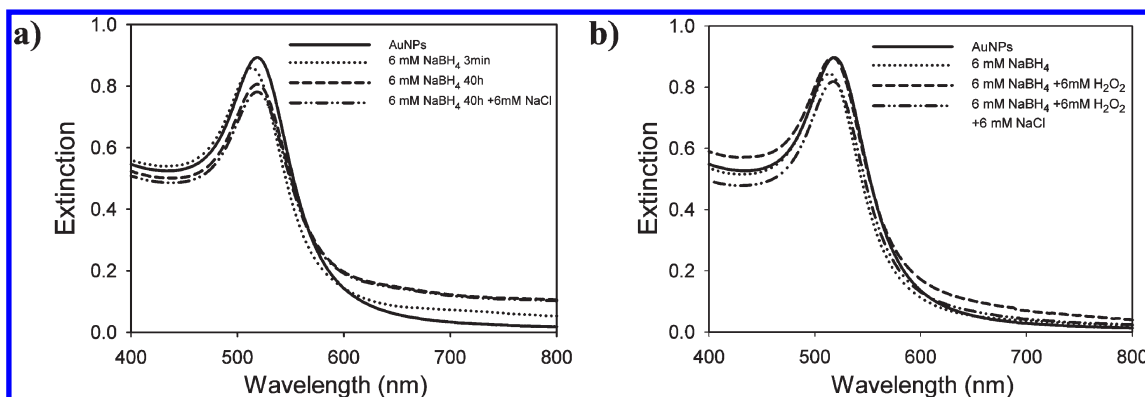 a)
1.0
0.8
0.6
0.4
0.2
0.0
Extinction
400
500
600
700
800
Wavelength (nm)
AuNPs
6 mM NaBH₄ 3min
6 mM NaBH₄ 40h
6 mM NaBH₄ 40h +6mM NaCl
b)
1.0
0.8
0.6
0.4
0.2
0.0
Extinction
400
500
600
700
800
Wavelength (nm)
AuNPs
6 mM NaBH₄
6 mM NaBH₄ +6mM H₂O₂
6 mM NaBH₄ +6mM H₂O₂
+6 mM NaCl